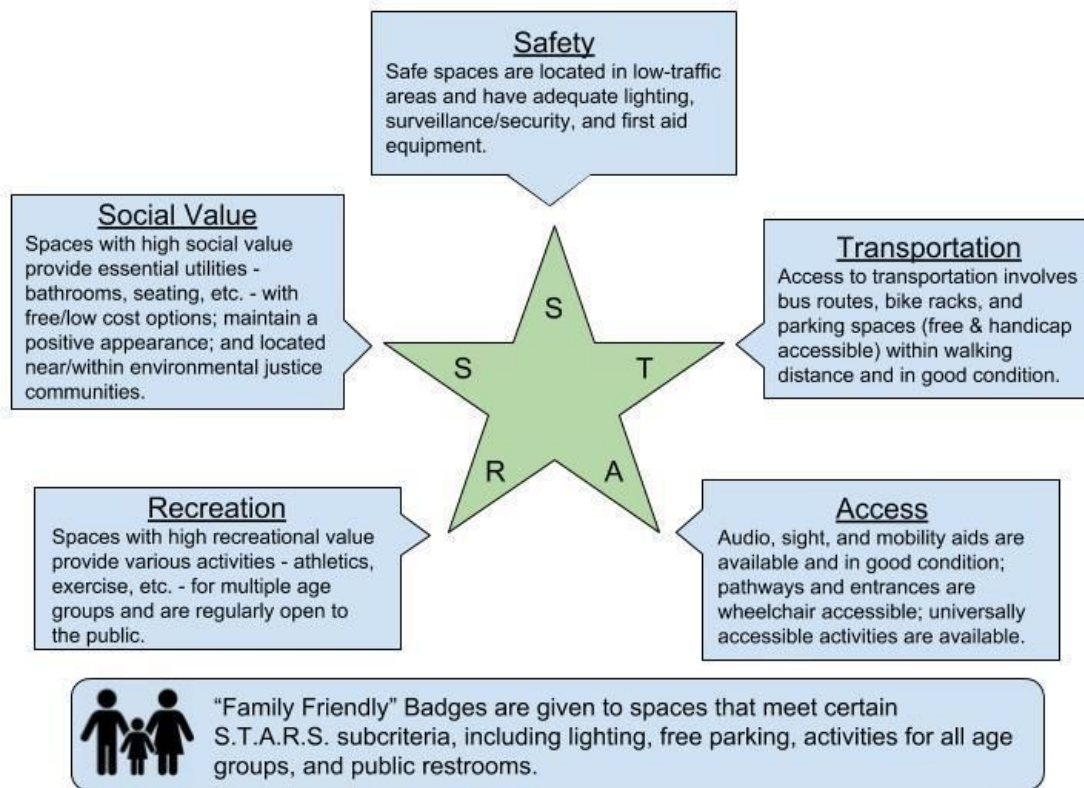 Safety
Safe spaces are located in low-traffic
areas and have adequate lighting,
surveillance/security, and first aid
equipment.
Social Value
Spaces with high social value
provide essential utilities -
bathrooms, seating, etc. - with
free/low cost options; maintain a
positive appearance; and located
near/within environmental justice
communities.
Transportation
Access to transportation involves
bus routes, bike racks, and
parking spaces (free & handicap
accessible) within walking
distance and in good condition.
S
T
A
R
S
Recreation
Spaces with high recreational value
provide various activities - athletics,
exercise, etc. - for multiple age
groups and are regularly open to
the public.
Access
Audio, sight, and mobility aids are
available and in good condition;
pathways and entrances are
wheelchair accessible; universally
accessible activities are available.
“Family Friendly” Badges are given to spaces that meet certain
S.T.A.R.S. subcriteria, including lighting, free parking, activities for all age
groups, and public restrooms.